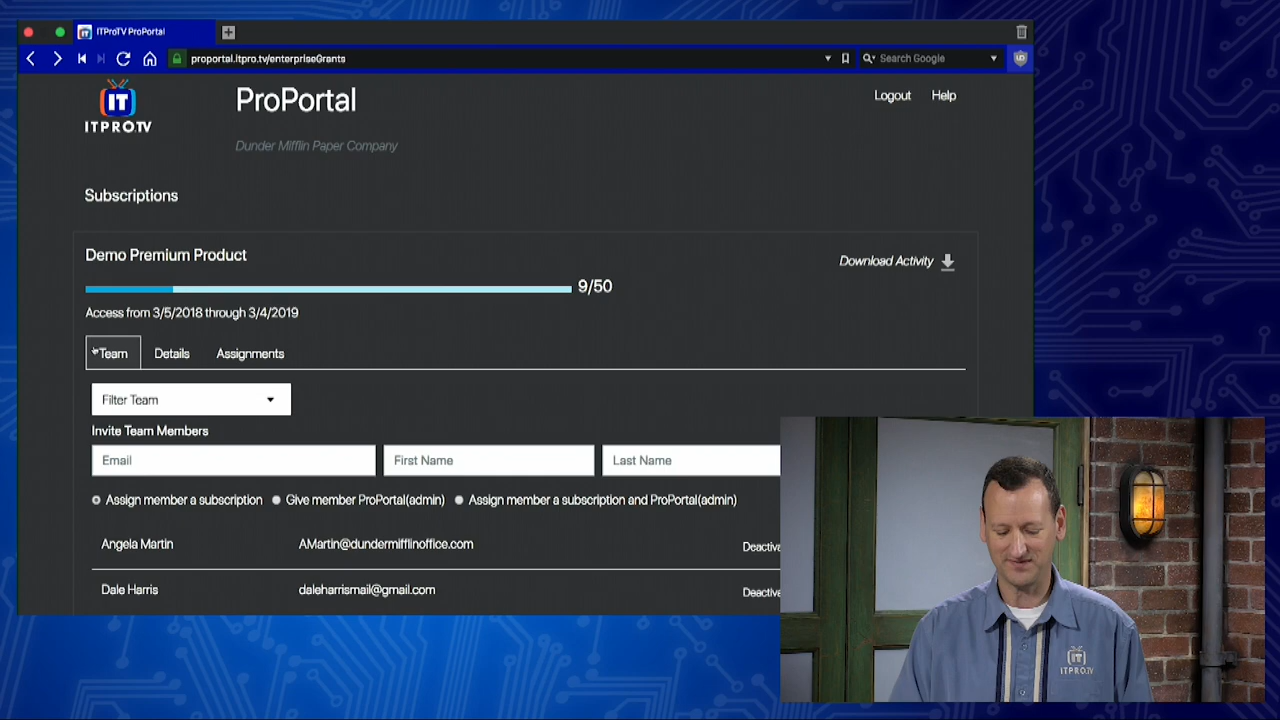 ITProTV ProPortal
proportal.itpro.tv/enterpriseGrants
Search Google
IT
ITPRO.TV
ProPortal
Logout
Help
Dunder Mifflin Paper Company
Subscriptions
Demo Premium Product
Download Activity
9/50
Access from 3/5/2018 through 3/4/2019
Team
Details
Assignments
Filter Team
Invite Team Members
Email
First Name
Last Name
Assign member a subscription
Give member ProPortal(admin)
Assign member a subscription and ProPortal(admin)
Angela Martin
AMartin@dundermifflinoffice.com
Deactiva
Dale Harris
daleharrismail@gmail.com
Deactiva
ITPRO.TV